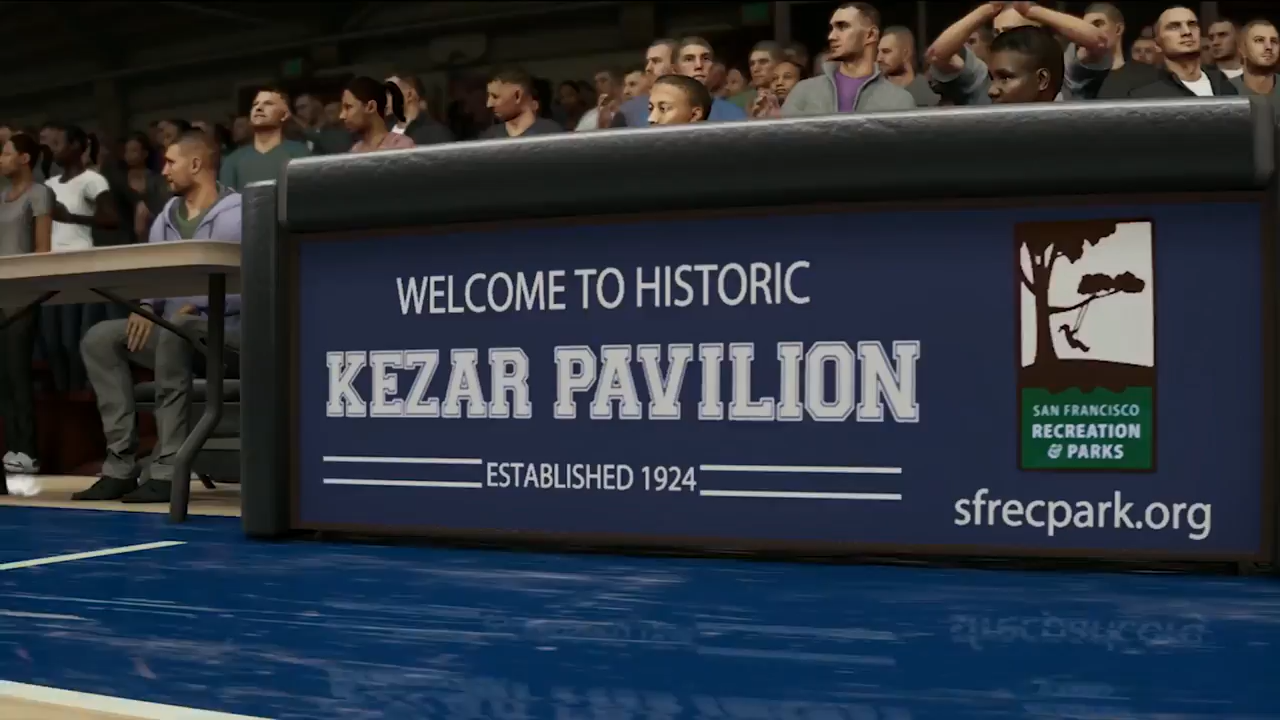 WELCOME TO HISTORIC
KEZAR PAVILION
ESTABLISHED 1924
SAN FRANCISCO
RECREATION
& PARKS
sfrecpark.org